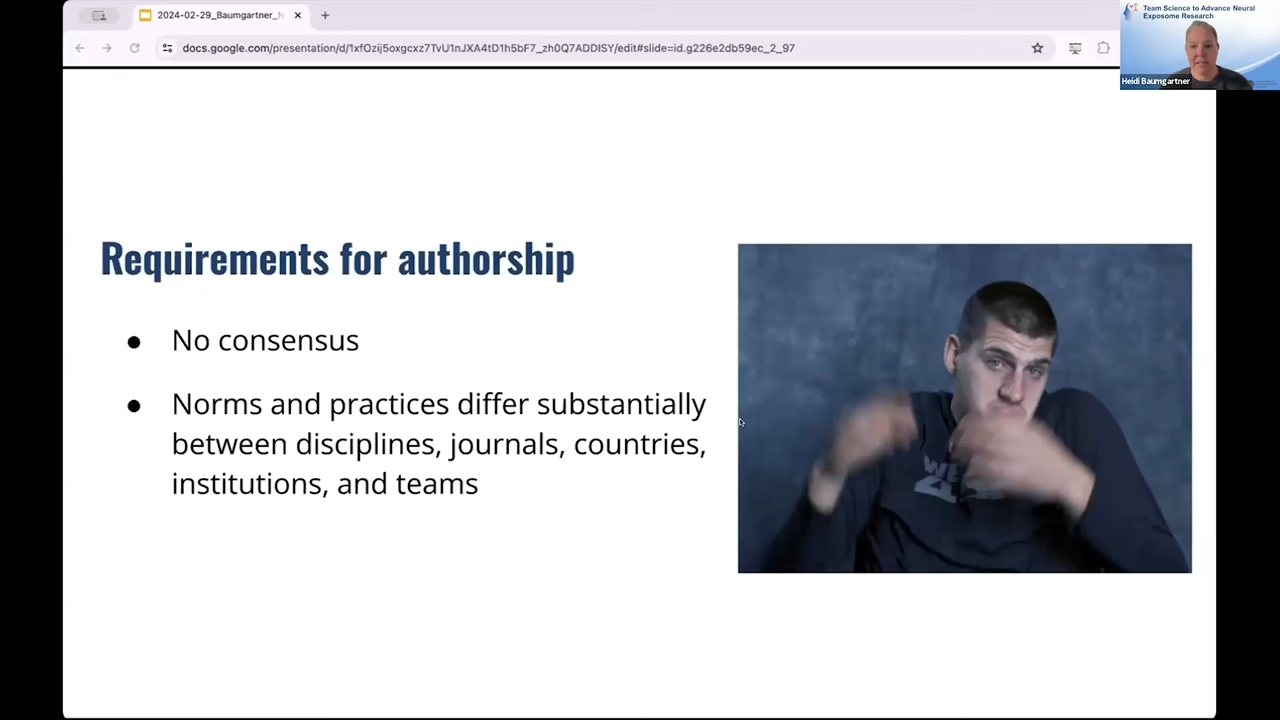 2024-02-29_Baumgartner_N
docs.google.com/presentation/d/1xfOzij5oxgcxz7TvU1nJXA4tD1h5bF7_zh0Q7ADDISY/edit#slide=id.g226e2db59ec_2_97
Team Science to Advance Neural
Exposome Research
Heidi Baumgartner
Requirements for authorship
● No consensus
● Norms and practices differ substantially
between disciplines, journals, countries,
institutions, and teams